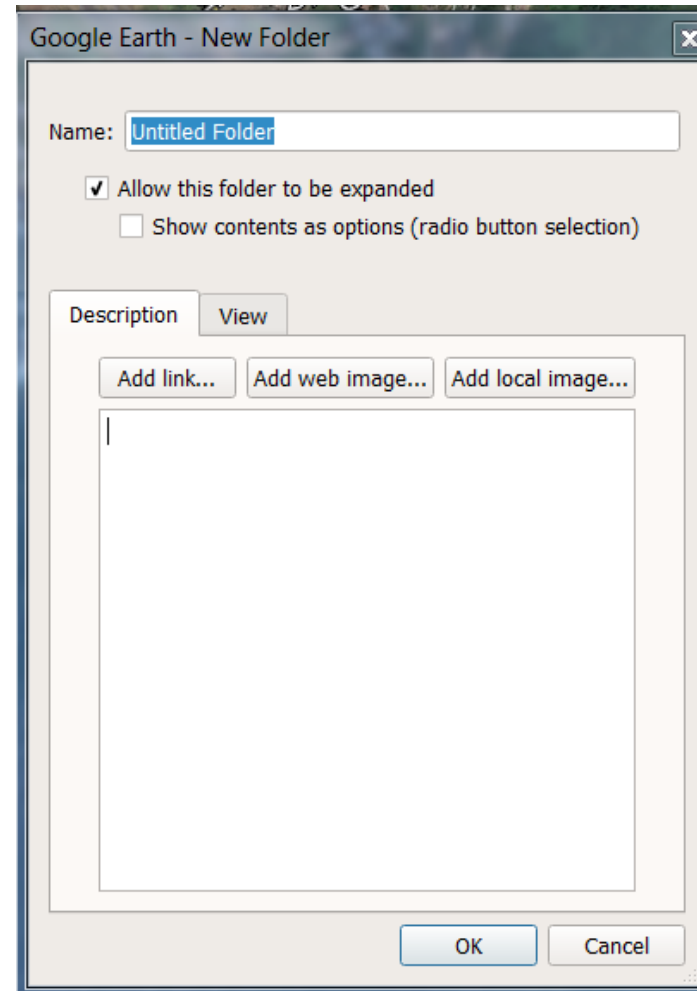 Google Earth - New Folder
Name: Untitled Folder
Allow this folder to be expanded
Show contents as options (radio button selection)
Description View
Add link... Add web image... Add local image...
OK Cancel